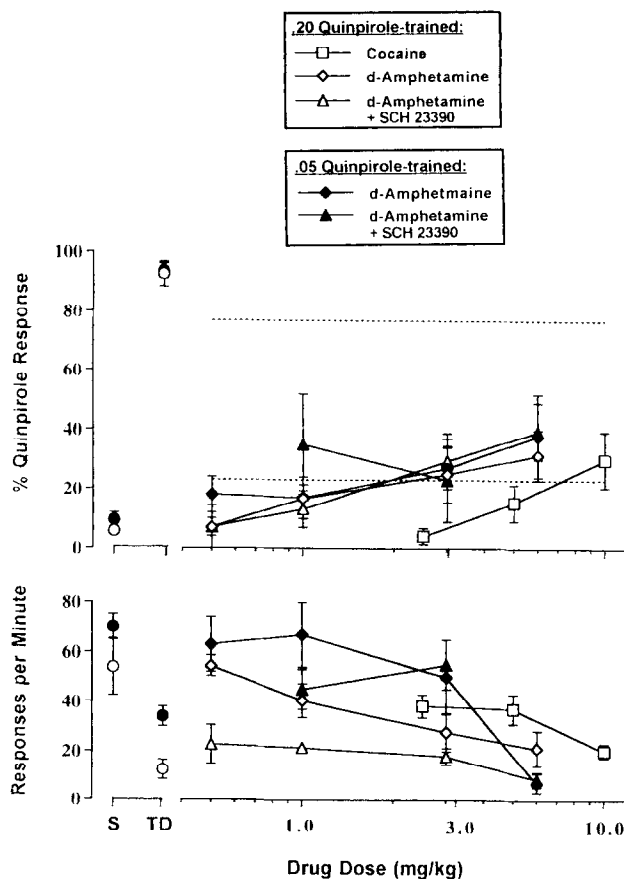 .20 Quinpirole-trained:
Cocaine
d-Amphetamine
d-Amphetamine
+ SCH 23390
.05 Quinpirole-trained:
d-Amphetmaine
d-Amphetamine
+ SCH 23390
% Quinpirole Response
100
80
60
40
20
0
Responses per Minute
80
60
40
20
0
S
TD
1.0
3.0
10.0
Drug Dose (mg/kg)